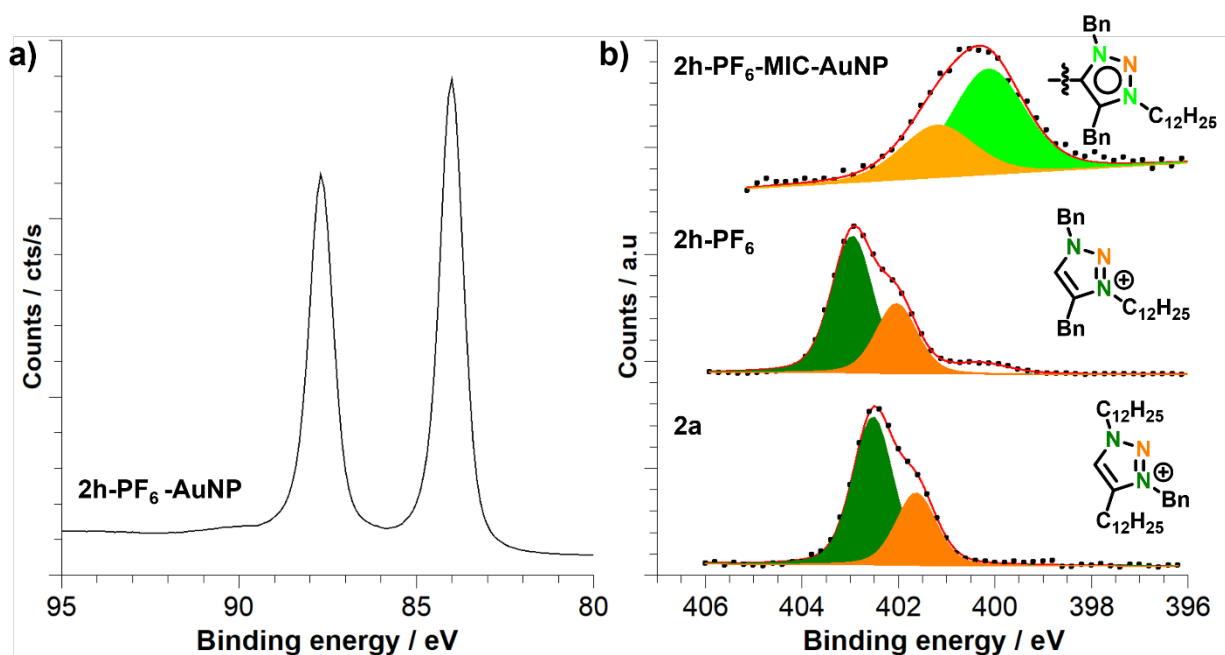 a)
Counts / cts/s
2h-PF6-AuNP
95 90 85 80
Binding energy / eV
b)
Counts / a.u
2h-PF6-MIC-AuNP
Bn
N
N
N
C12H25
Bn
2h-PF6
Bn
N
N
N
⊕
C12H25
Bn
2a
C12H25
N
N
N
⊕
Bn
C12H25
406 404 402 400 398 396
Binding energy / eV